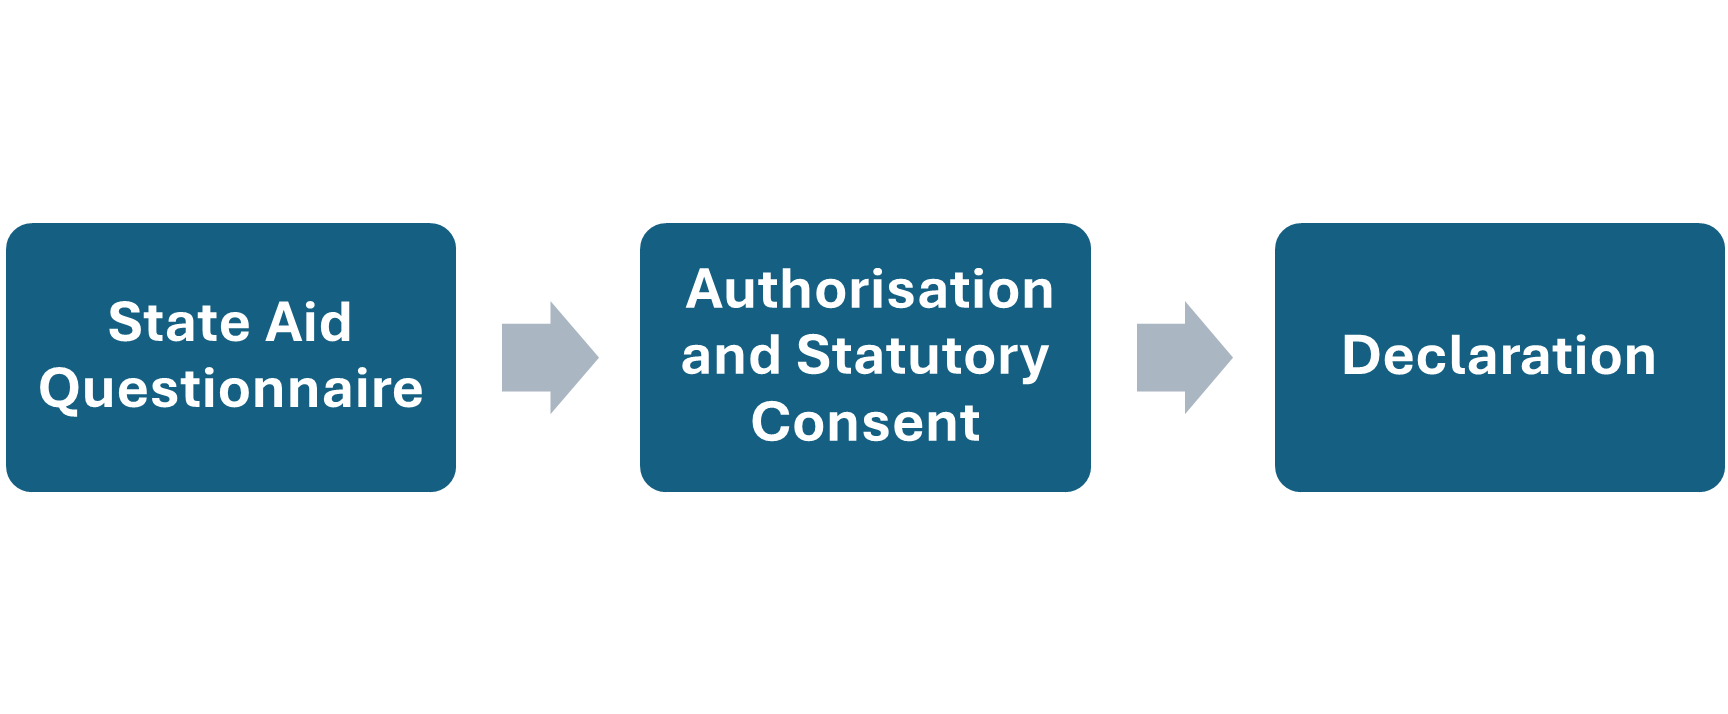 State Aid
Questionnaire
Authorisation
and Statutory
Consent
Declaration